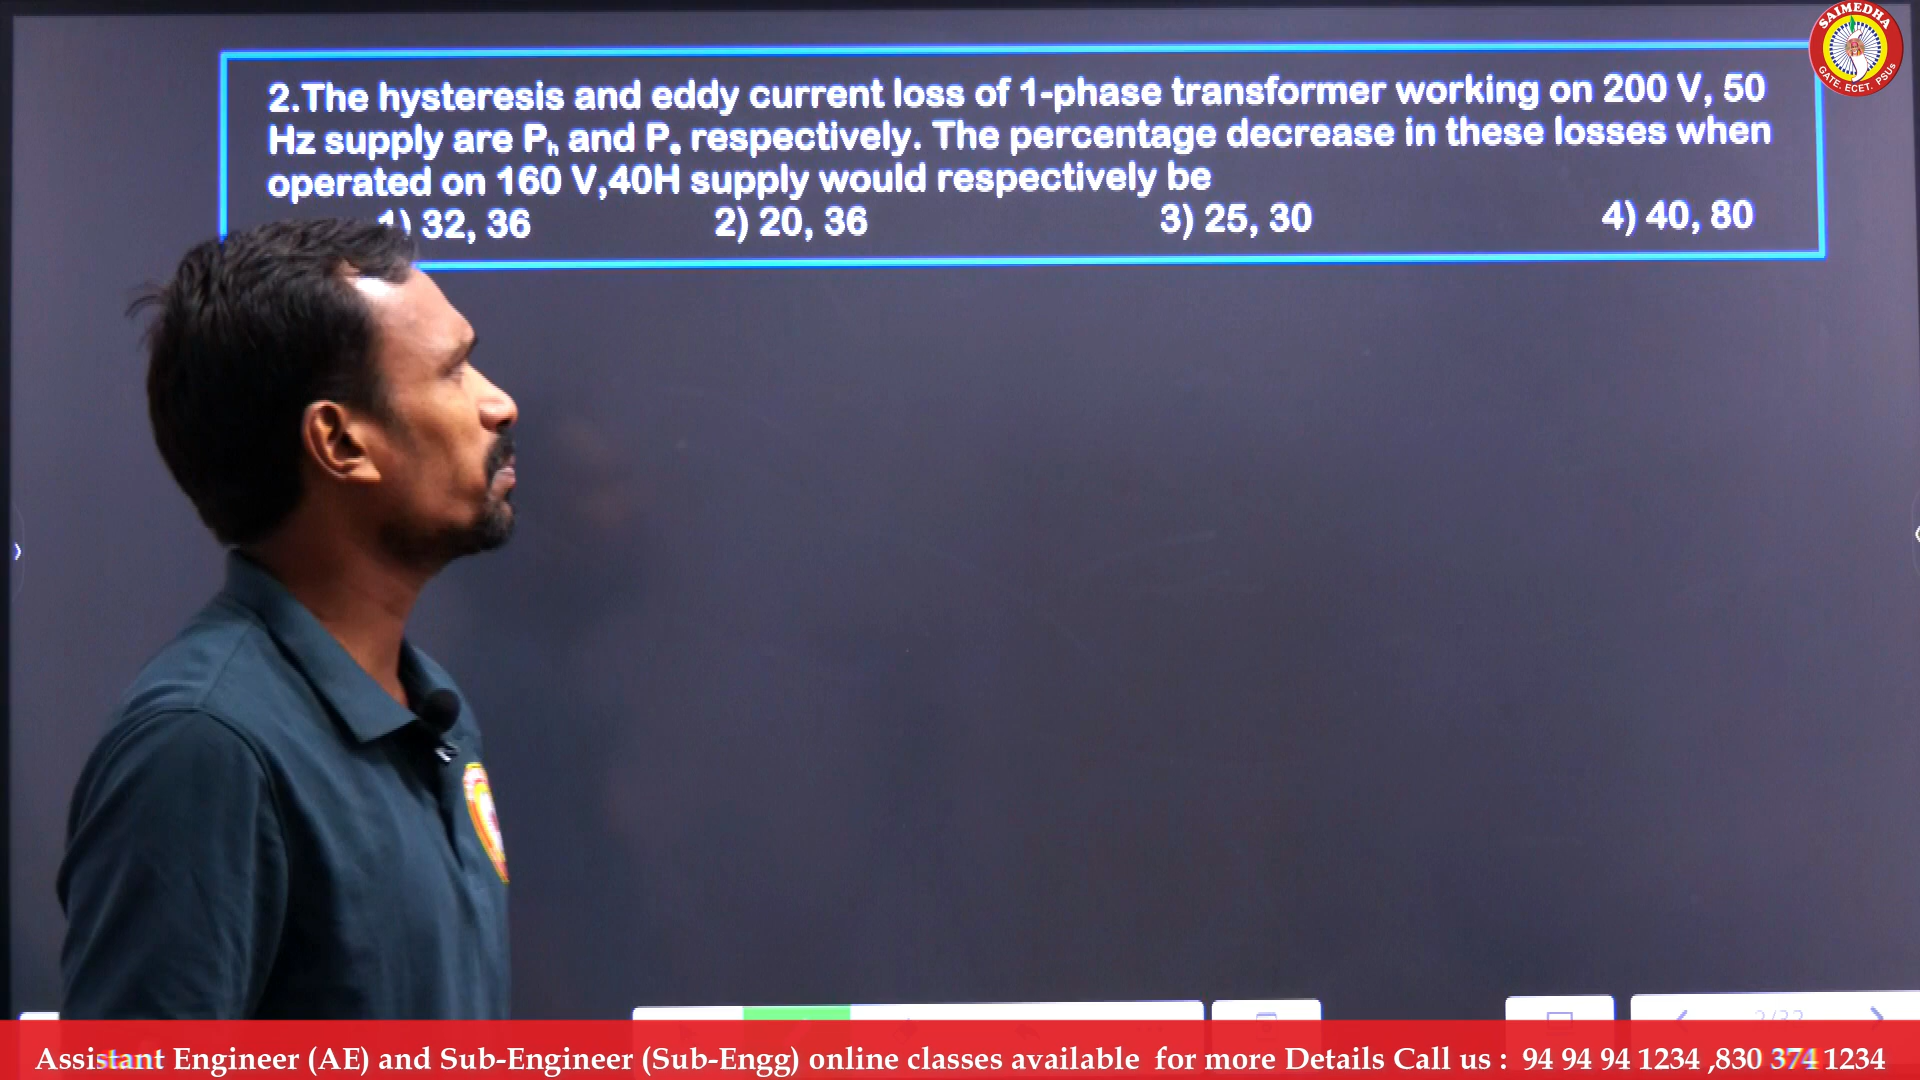 SAIMEDHA
GATE. ECET. PSUs
2.The hysteresis and eddy current loss of 1-phase transformer working on 200 V, 50
Hz supply are Pₕ and Pₑ respectively. The percentage decrease in these losses when
operated on 160 V,40H supply would respectively be
1) 32, 36 2) 20, 36 3) 25, 30 4) 40, 80
2/32
Assistant Engineer (AE) and Sub-Engineer (Sub-Engg) online classes available for more Details Call us : 94 94 94 1234 ,830 374 1234